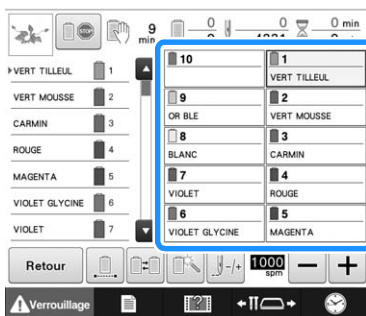 9 min
0
0
0 min
0
VERT TILLEUL 1
VERT MOUSSE 2
CARMIN 3
ROUGE 4
MAGENTA 5
VIOLET GLYCINE 6
VIOLET 7
10
1
VERT TILLEUL
9
OR BLE
2
VERT MOUSSE
8
BLANC
3
CARMIN
7
VIOLET
4
ROUGE
6
VIOLET GLYCINE
5
MAGENTA
Retour
-/+
1000 spm
− +
Verrouillage
?